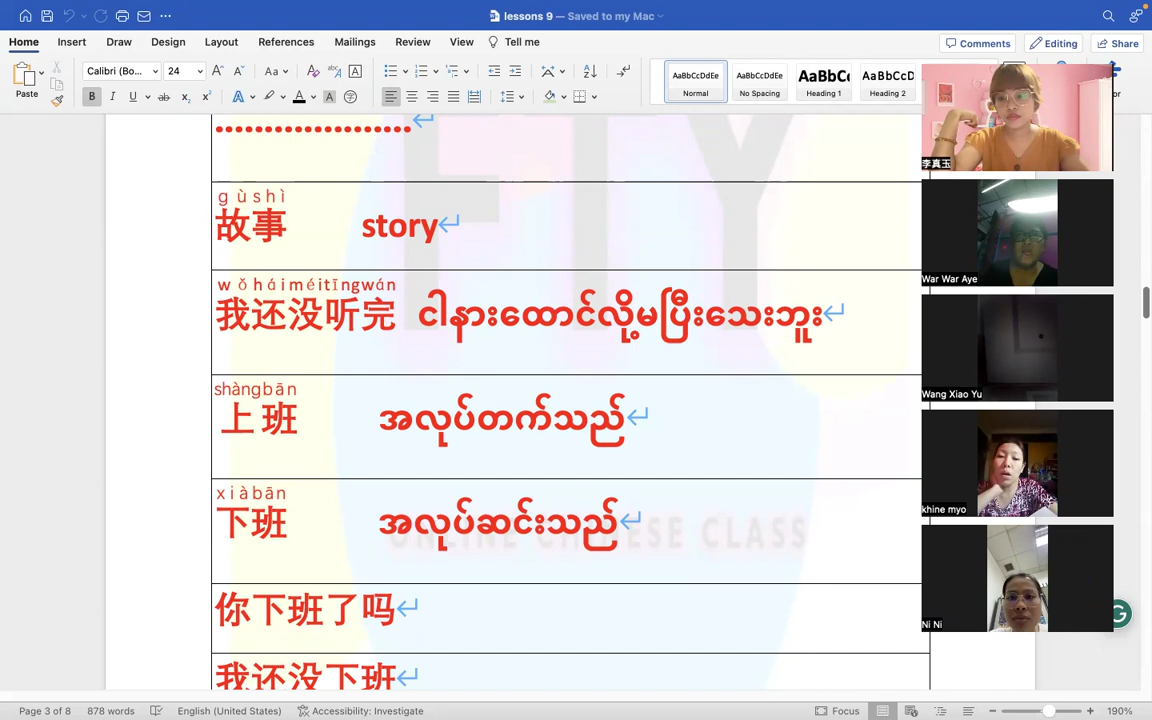 lessons 9 — Saved to my Mac
Home Insert Draw Design Layout References Mailings Review View Tell me
Comments Editing Share
Paste
Calibri (Bo... 24
AaBbCcDdEe AaBbCcDdEe AaBbCc AaBbCcD
Normal No Spacing Heading 1 Heading 2
李真玉
gùshì
故事 story
wǒháiméitīngwán
我还没听完 ငါနားထောင်လို့မပြီးသေးဘူး
shàngbān
上班 အလုပ်တက်သည်
xiàbān
下班 အလုပ်ဆင်းသည်
ONLINE CHINESE CLASS
你下班了吗
我还没下班
War War Aye
Wang Xiao Yu
khine myo
Ni Ni
Page 3 of 8 878 words English (United States) Accessibility: Investigate Focus 190%